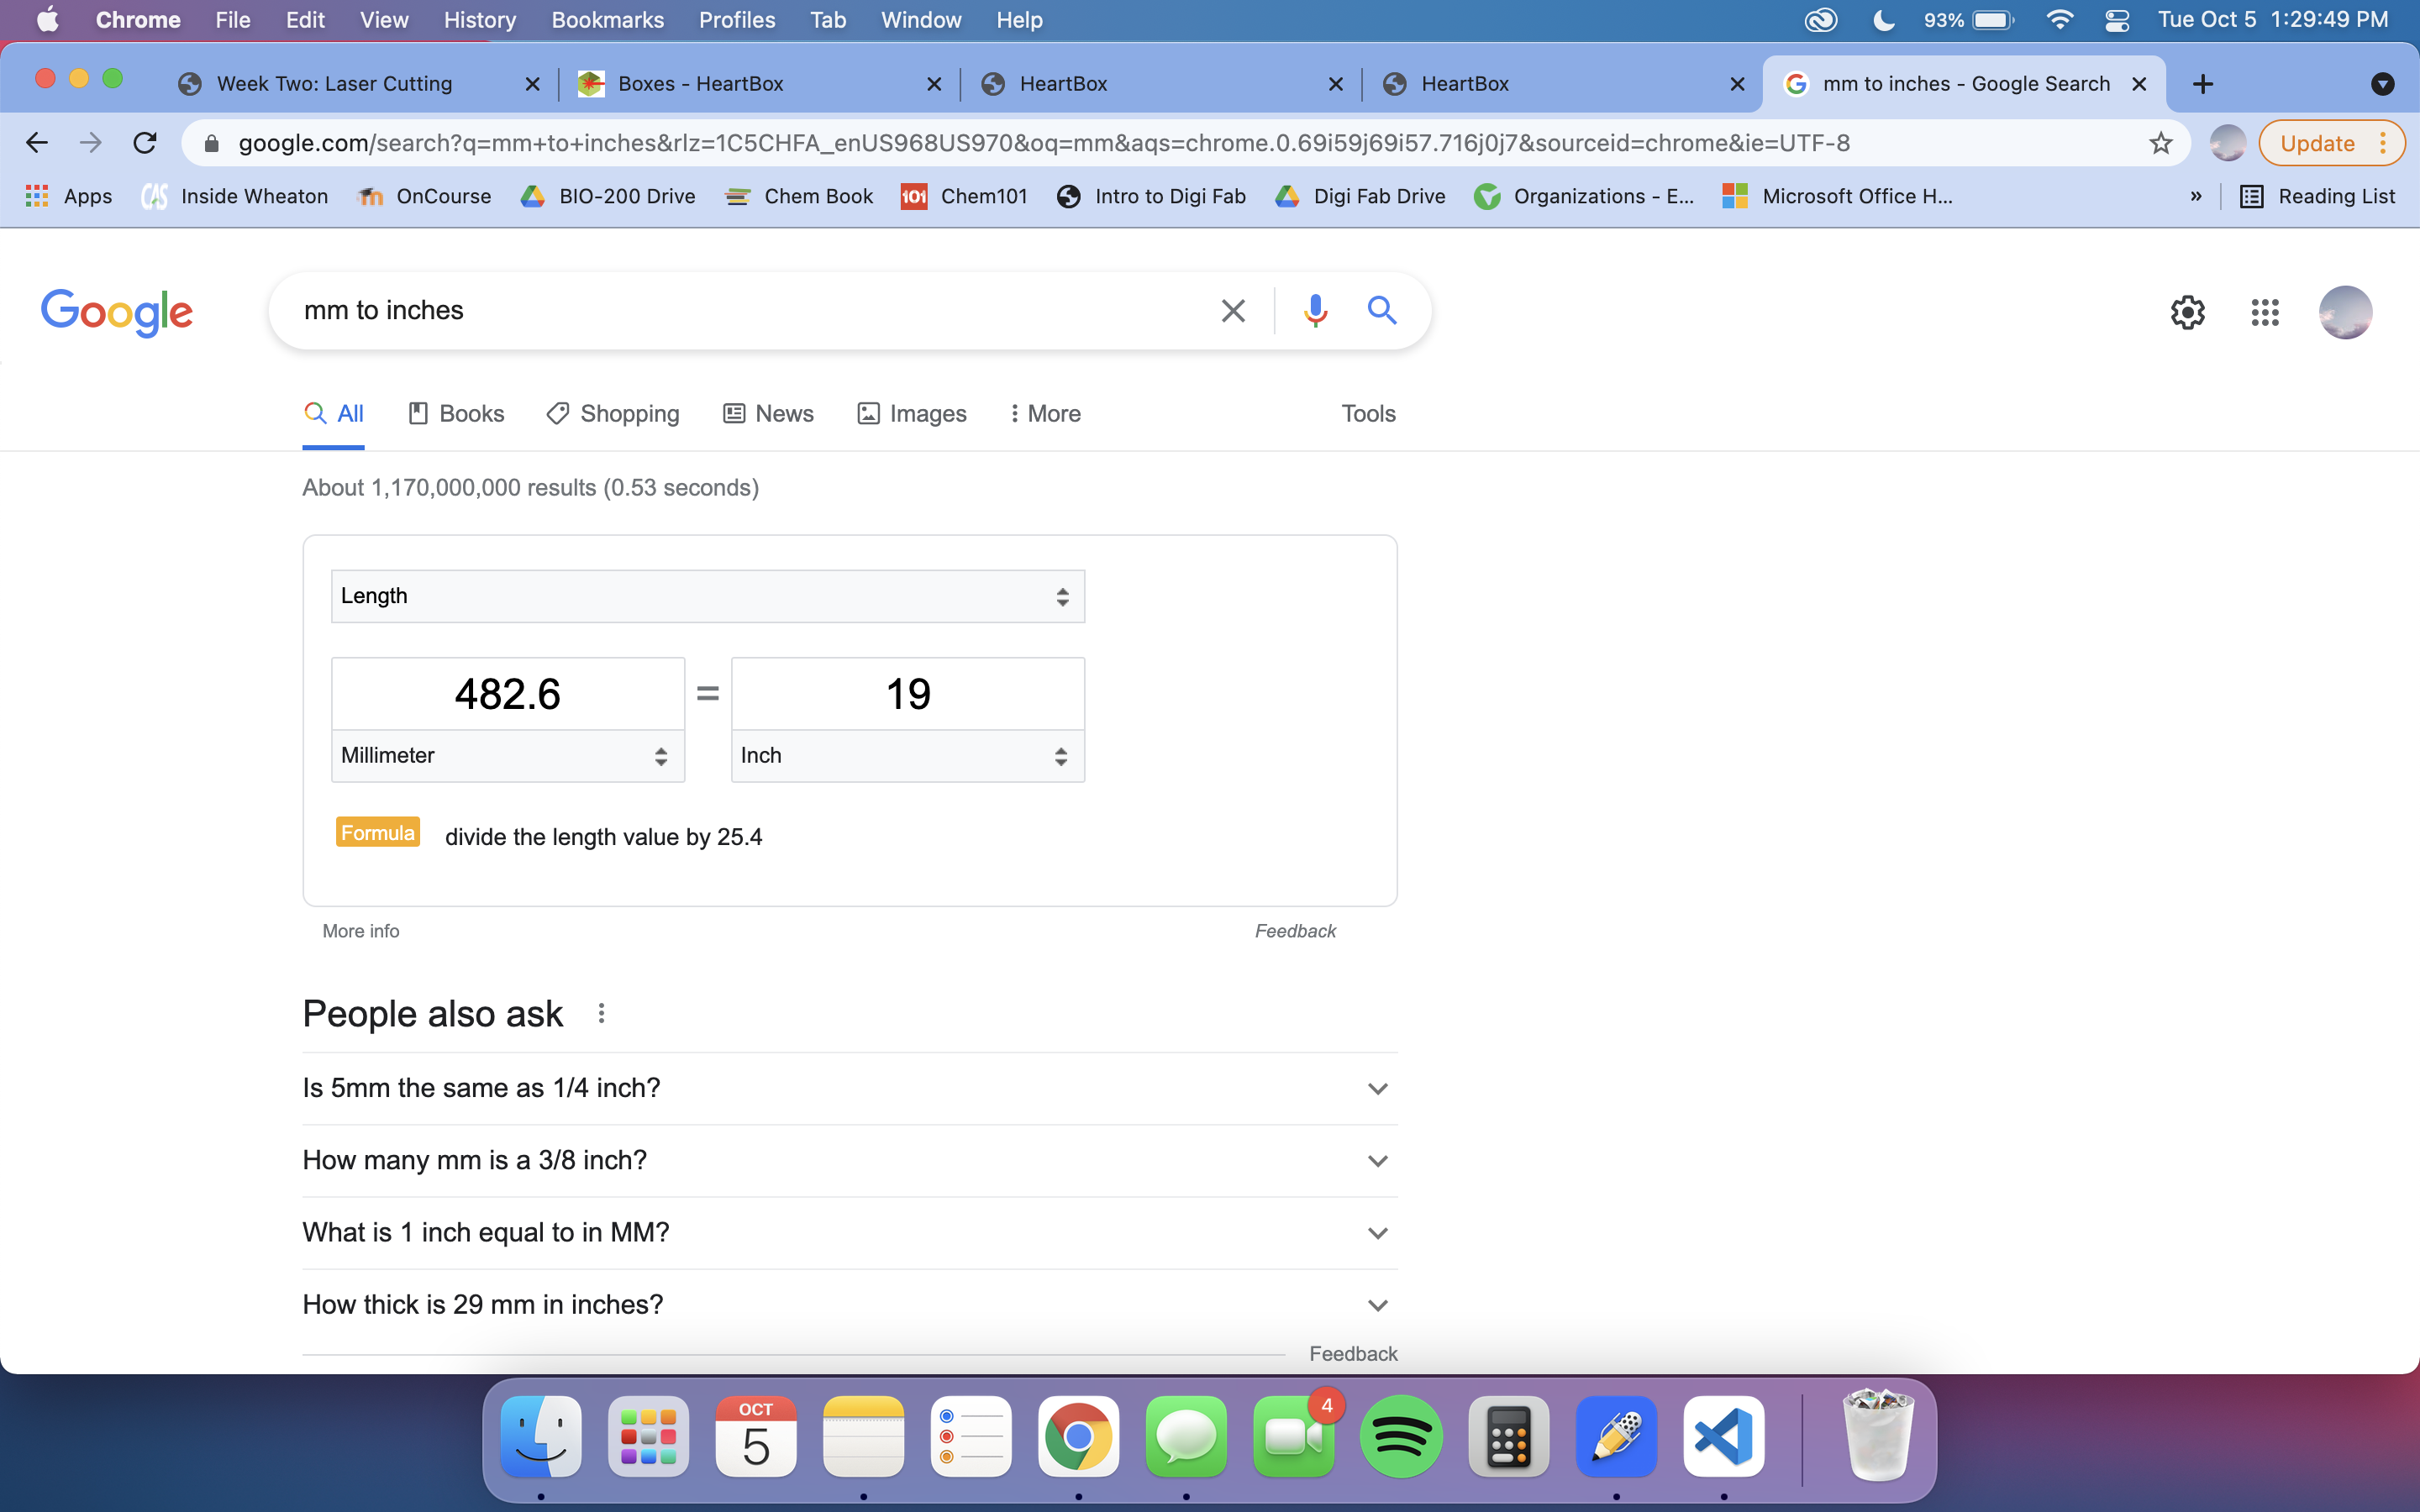 Chrome File Edit View History Bookmarks Profiles Tab Window Help 93% Tue Oct 5 1:29:49 PM
Week Two: Laser Cutting Boxes - HeartBox HeartBox HeartBox mm to inches - Google Search
google.com/search?q=mm+to+inches&rlz=1C5CHFA_enUS968US970&oq=mm&aqs=chrome.0.69i59j69i57.716j0j7&sourceid=chrome&ie=UTF-8 Update
Apps CAS Inside Wheaton OnCourse BIO-200 Drive Chem Book 101 Chem101 Intro to Digi Fab Digi Fab Drive Organizations - E... Microsoft Office H... » Reading List
Google mm to inches
All Books Shopping News Images More Tools
About 1,170,000,000 results (0.53 seconds)
Length
482.6 = 19
Millimeter Inch
Formula divide the length value by 25.4
More info Feedback
People also ask
Is 5mm the same as 1/4 inch?
How many mm is a 3/8 inch?
What is 1 inch equal to in MM?
How thick is 29 mm in inches?
Feedback
OCT 4
5